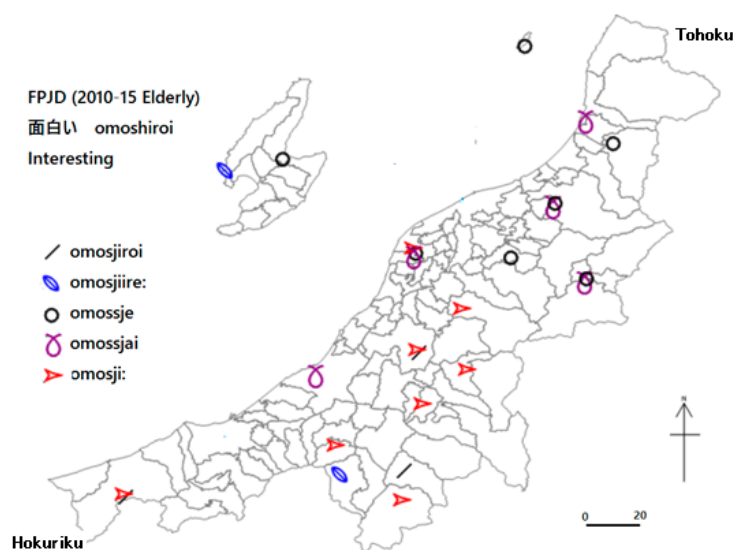 Tohoku
FPJD (2010-15 Elderly)
面白い omoshiroi
Interesting
omosjiroi
omosjiire:
omossje
omossjai
omosji:
N
0 20
Hokuriku